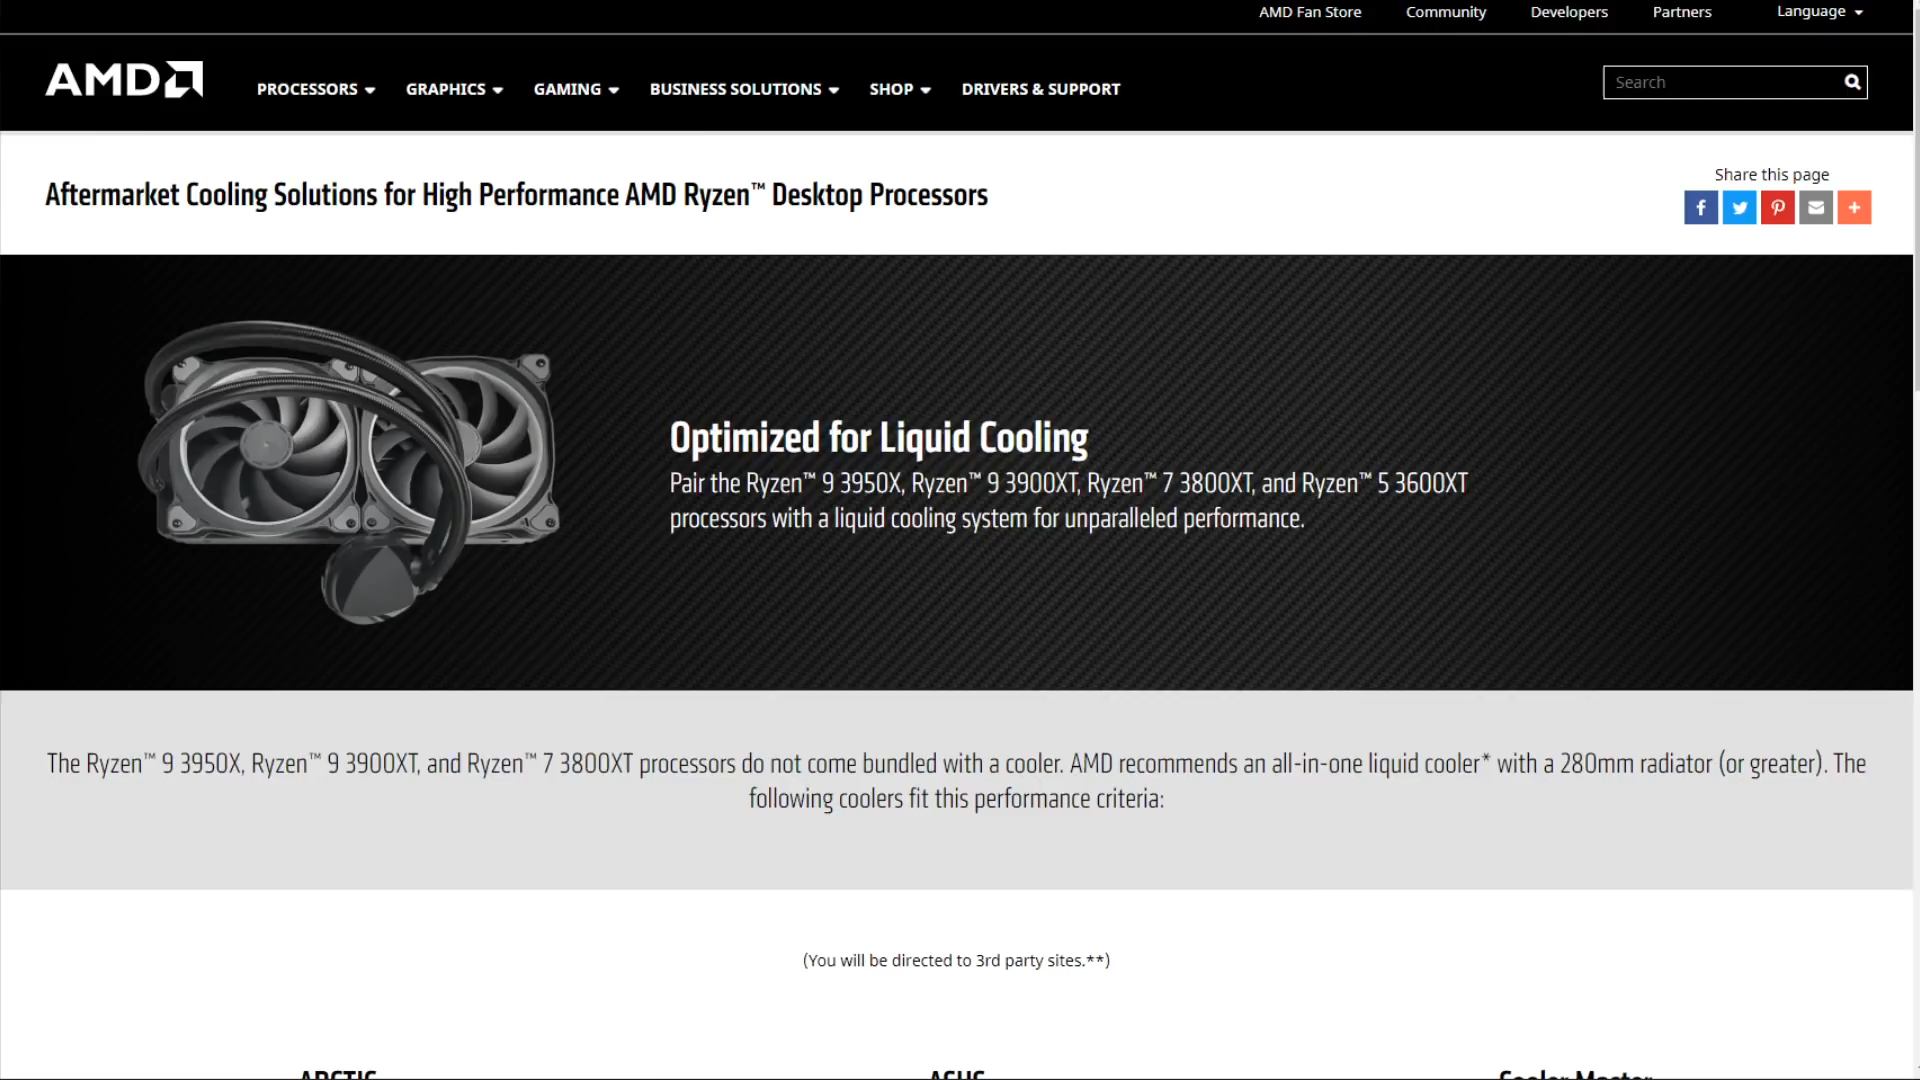 AMD Fan Store Community Developers Partners Language
AMD PROCESSORS GRAPHICS GAMING BUSINESS SOLUTIONS SHOP DRIVERS & SUPPORT Search
Share this page
Aftermarket Cooling Solutions for High Performance AMD Ryzen™ Desktop Processors
Optimized for Liquid Cooling
Pair the Ryzen™ 9 3950X, Ryzen™ 9 3900XT, Ryzen™ 7 3800XT, and Ryzen™ 5 3600XT
processors with a liquid cooling system for unparalleled performance.
The Ryzen™ 9 3950X, Ryzen™ 9 3900XT, and Ryzen™ 7 3800XT processors do not come bundled with a cooler. AMD recommends an all-in-one liquid cooler* with a 280mm radiator (or greater). The
following coolers fit this performance criteria:
(You will be directed to 3rd party sites.**)
ARCTIC ASUS Cooler Master